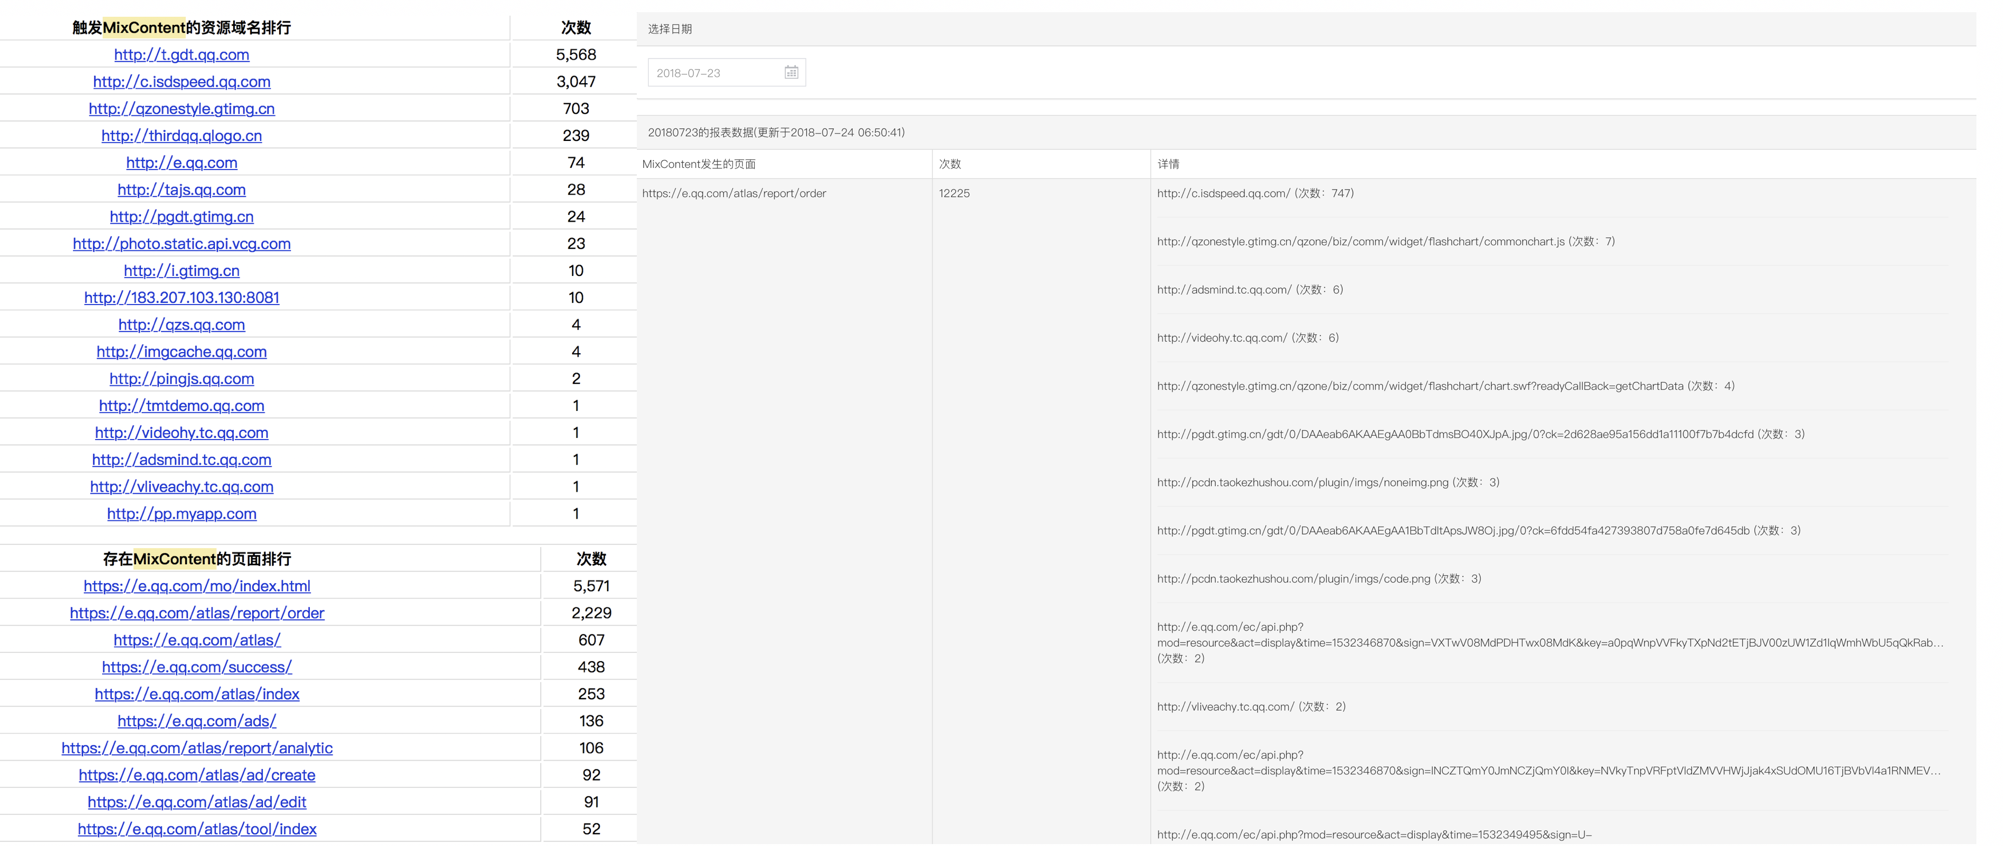 触发MixContent的资源域名排行 次数
http://t.gdt.qq.com 5,568
http://c.isdspeed.qq.com 3,047
http://qzonestyle.gtimg.cn 703
http://thirdqq.qlogo.cn 239
http://e.qq.com 74
http://tajs.qq.com 28
http://pgdt.gtimg.cn 24
http://photo.static.api.vcg.com 23
http://i.gtimg.cn 10
http://183.207.103.130:8081 10
http://qzs.qq.com 4
http://imgcache.qq.com 4
http://pingjs.qq.com 2
http://tmtdemo.qq.com 1
http://videohy.tc.qq.com 1
http://adsmind.tc.qq.com 1
http://vliveachy.tc.qq.com 1
http://pp.myapp.com 1
存在MixContent的页面排行 次数
https://e.qq.com/mo/index.html 5,571
https://e.qq.com/atlas/report/order 2,229
https://e.qq.com/atlas/ 607
https://e.qq.com/success/ 438
https://e.qq.com/atlas/index 253
https://e.qq.com/ads/ 136
https://e.qq.com/atlas/report/analytic 106
https://e.qq.com/atlas/ad/create 92
https://e.qq.com/atlas/ad/edit 91
https://e.qq.com/atlas/tool/index 52
选择日期
2018-07-23
20180723的报表数据(更新于2018-07-24 06:50:41)
MixContent发生的页面 次数 详情
https://e.qq.com/atlas/report/order 12225 http://c.isdspeed.qq.com/ (次数：747)
http://qzonestyle.gtimg.cn/qzone/biz/comm/widget/flashchart/commonchart.js (次数：7)
http://adsmind.tc.qq.com/ (次数：6)
http://videohy.tc.qq.com/ (次数：6)
http://qzonestyle.gtimg.cn/qzone/biz/comm/widget/flashchart/chart.swf?readyCallBack=getChartData (次数：4)
http://pgdt.gtimg.cn/gdt/0/DAAeab6AKAAEgAA0BbTdmsBO40XJpA.jpg/0?ck=2d628ae95a156dd1a11100f7b7b4dcfd (次数：3)
http://pcdn.taokezhushou.com/plugin/imgs/noneimg.png (次数：3)
http://pgdt.gtimg.cn/gdt/0/DAAeab6AKAAEgAA1BbTdltApsJW8Oj.jpg/0?ck=6fdd54fa427393807d758a0fe7d645db (次数：3)
http://pcdn.taokezhushou.com/plugin/imgs/code.png (次数：3)
http://e.qq.com/ec/api.php?
mod=resource&act=display&time=1532346870&sign=VXTwV08MdPDHTwx08MdK&key=a0pqWnpVVFkyTXpNd2tETjBJV00zUW1Zd1lqWmhWbU5qQkRab...
(次数：2)
http://vliveachy.tc.qq.com/ (次数：2)
http://e.qq.com/ec/api.php?
mod=resource&act=display&time=1532346870&sign=INCZTQmY0JmNCZjQmY0I&key=NVkyTnpVRFptVldZMVVHWjJjak4xSUdOMU16TjBVbVl4a1RNMEV...
(次数：2)
http://e.qq.com/ec/api.php?mod=resource&act=display&time=1532349495&sign=U-